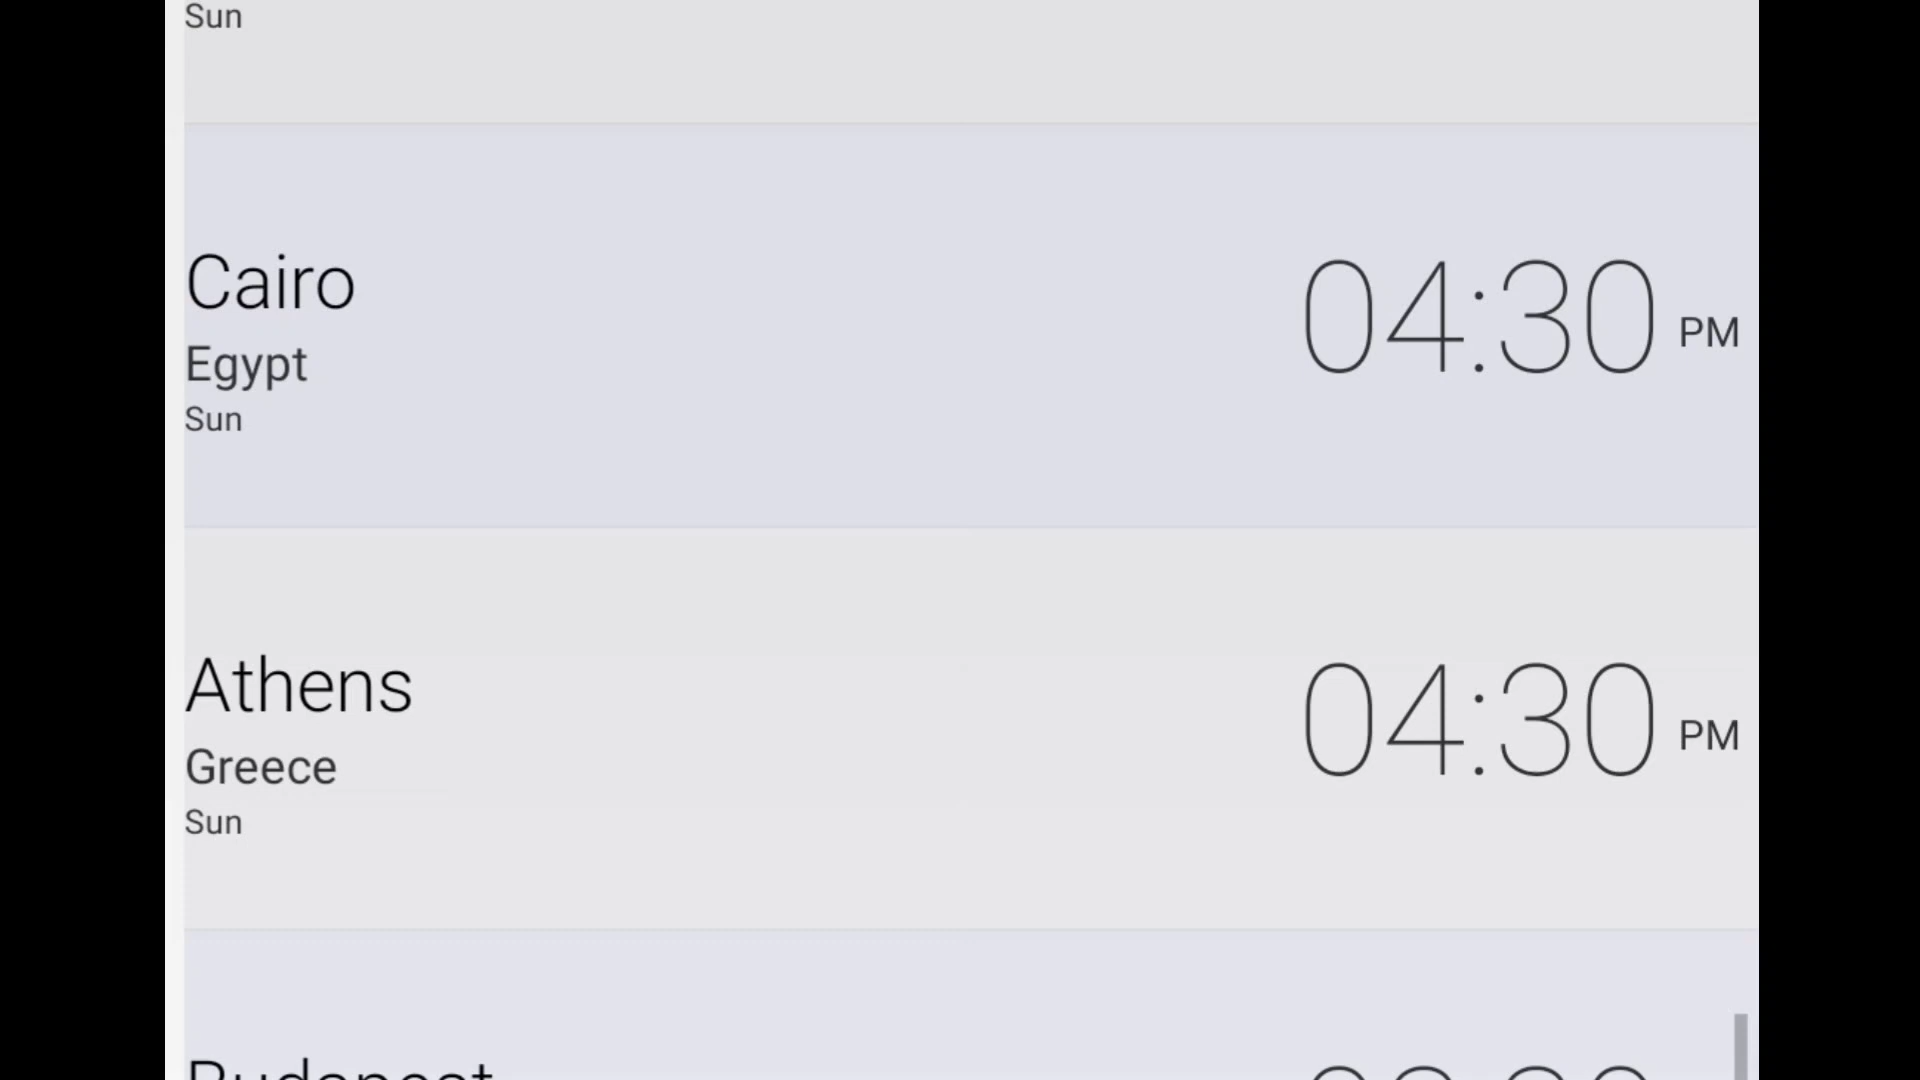 Sun
Cairo
04:30 PM
Egypt
Sun
Athens
04:30 PM
Greece
Sun
Budapest